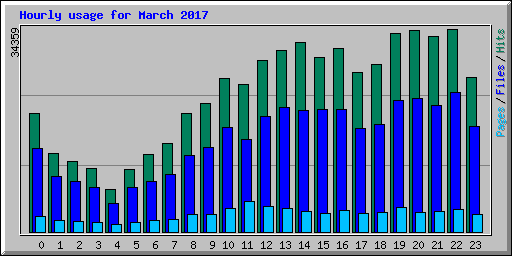 Hourly usage for March 2017
34359
Pages / Files / Hits
0 1 2 3 4 5 6 7 8 9 10 11 12 13 14 15 16 17 18 19 20 21 22 23